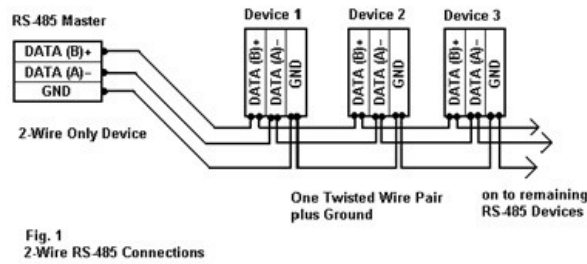 RS-485 Master
DATA (B)+
DATA (A)-
GND
2-Wire Only Device
Device 1
DATA (B)+
DATA (A)-
GND
Device 2
DATA (B)+
DATA (A)-
GND
Device 3
DATA (B)+
DATA (A)-
GND
One Twisted Wire Pair
plus Ground
on to remaining
RS-485 Devices
Fig. 1
2-Wire RS-485 Connections